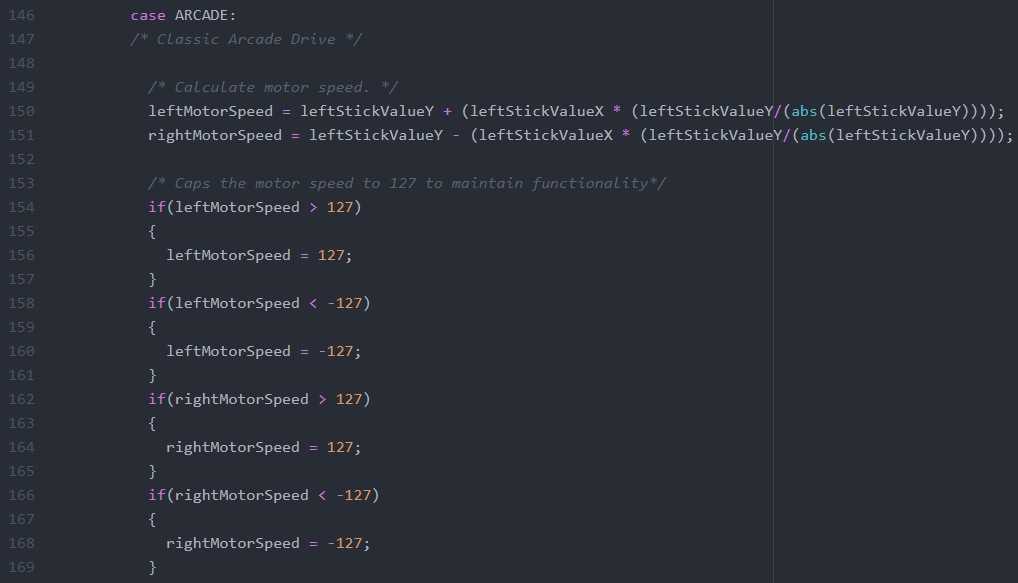 146 case ARCADE:
147 /* Classic Arcade Drive */
148
149 /* Calculate motor speed. */
150 leftMotorSpeed = leftStickValueY + (leftStickValueX * (leftStickValueY/(abs(leftStickValueY))));
151 rightMotorSpeed = leftStickValueY - (leftStickValueX * (leftStickValueY/(abs(leftStickValueY))));
152
153 /* Caps the motor speed to 127 to maintain functionality*/
154 if(leftMotorSpeed > 127)
155 {
156 leftMotorSpeed = 127;
157 }
158 if(leftMotorSpeed < -127)
159 {
160 leftMotorSpeed = -127;
161 }
162 if(rightMotorSpeed > 127)
163 {
164 rightMotorSpeed = 127;
165 }
166 if(rightMotorSpeed < -127)
167 {
168 rightMotorSpeed = -127;
169 }